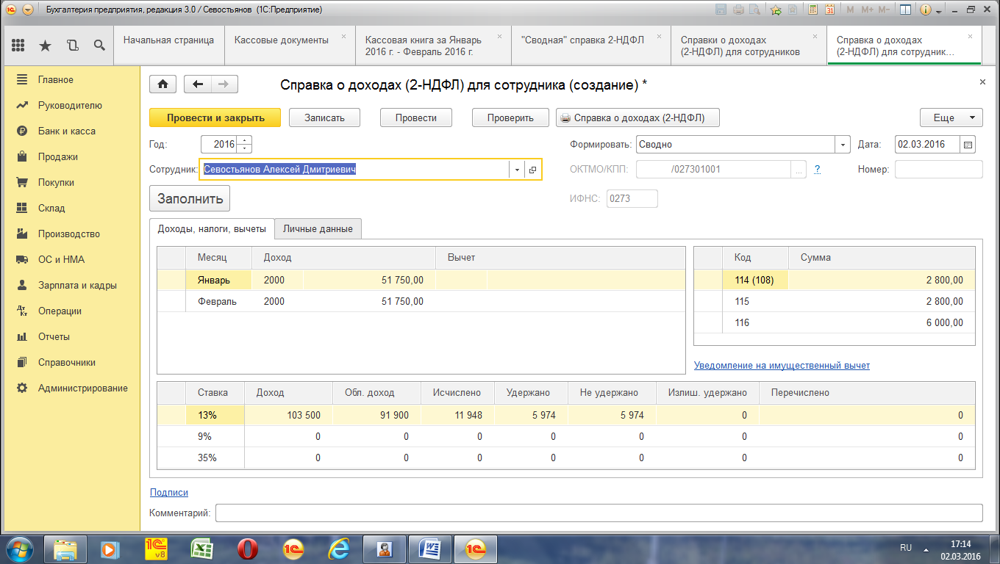 Бухгалтерия предприятия, редакция 3.0 / Севостьянов (1С:Предприятие)
M M+ M-
Начальная страница
Кассовые документы
Кассовая книга за Январь
2016 г. - Февраль 2016 г.
"Сводная" справка 2-НДФЛ
Справки о доходах
(2-НДФЛ) для сотрудников
Справка о доходах
(2-НДФЛ) для сотрудник...
Главное
Руководителю
Банк и касса
Продажи
Покупки
Склад
Производство
ОС и НМА
Зарплата и кадры
Операции
Отчеты
Справочники
Администрирование
Справка о доходах (2-НДФЛ) для сотрудника (создание) *
Провести и закрыть
Записать
Провести
Проверить
Справка о доходах (2-НДФЛ)
Еще
Год: 2016
Формировать: Сводно
Дата: 02.03.2016
Сотрудник: Севостьянов Алексей Дмитриевич
ОКТМО/КПП: /027301001 ... ?
Номер:
Заполнить
ИФНС: 0273
Доходы, налоги, вычеты
Личные данные
Месяц Доход Вычет
Январь 2000 51 750,00
Февраль 2000 51 750,00
Код Сумма
114 (108) 2 800,00
115 2 800,00
116 6 000,00
Уведомление на имущественный вычет
Ставка Доход Обл. доход Исчислено Удержано Не удержано Излиш. удержано Перечислено
13% 103 500 91 900 11 948 5 974 5 974 0 0
9% 0 0 0 0 0 0 0
35% 0 0 0 0 0 0 0
Подписи
Комментарий:
RU
17:14
02.03.2016